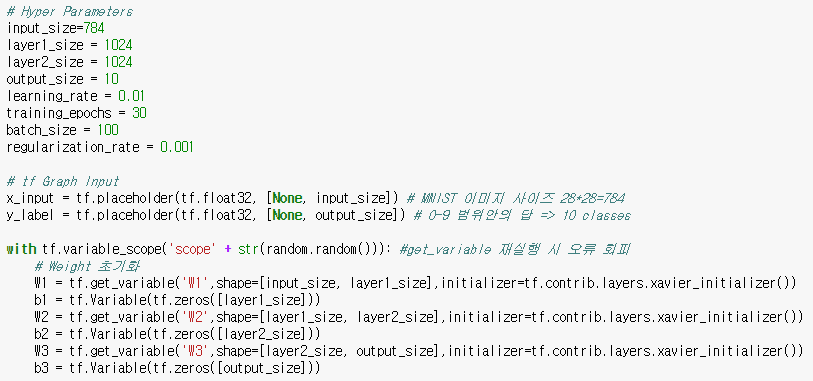 # Hyper Parameters
input_size=784
layer1_size = 1024
layer2_size = 1024
output_size = 10
learning_rate = 0.01
training_epochs = 30
batch_size = 100
regularization_rate = 0.001

# tf Graph Input
x_input = tf.placeholder(tf.float32, [None, input_size]) # MNIST 이미지 사이즈 28*28=784
y_label = tf.placeholder(tf.float32, [None, output_size]) # 0-9 범위안의 답 => 10 classes

with tf.variable_scope('scope' + str(random.random())): #get_variable 재실행 시 오류 회피
    # Weight 초기화
    W1 = tf.get_variable('W1',shape=[input_size, layer1_size],initializer=tf.contrib.layers.xavier_initializer())
    b1 = tf.Variable(tf.zeros([layer1_size]))
    W2 = tf.get_variable('W2',shape=[layer1_size, layer2_size],initializer=tf.contrib.layers.xavier_initializer())
    b2 = tf.Variable(tf.zeros([layer2_size]))
    W3 = tf.get_variable('W3',shape=[layer2_size, output_size],initializer=tf.contrib.layers.xavier_initializer())
    b3 = tf.Variable(tf.zeros([output_size]))